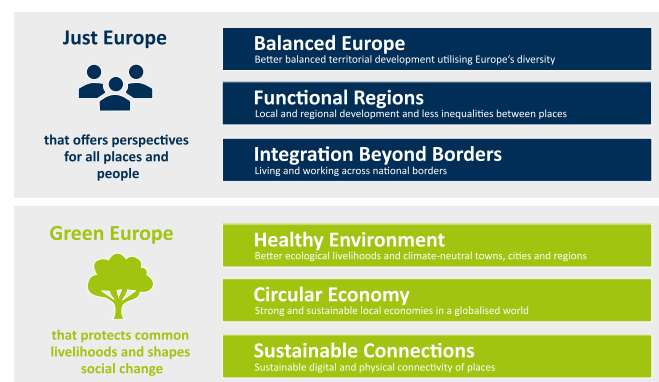 Just Europe
that offers perspectives
for all places and
people
Balanced Europe
Better balanced territorial development utilising Europe's diversity
Functional Regions
Local and regional development and less inequalities between places
Integration Beyond Borders
Living and working across national borders
Green Europe
that protects common
livelihoods and shapes
social change
Healthy Environment
Better ecological livelihoods and climate-neutral towns, cities and regions
Circular Economy
Strong and sustainable local economies in a globalised world
Sustainable Connections
Sustainable digital and physical connectivity of places